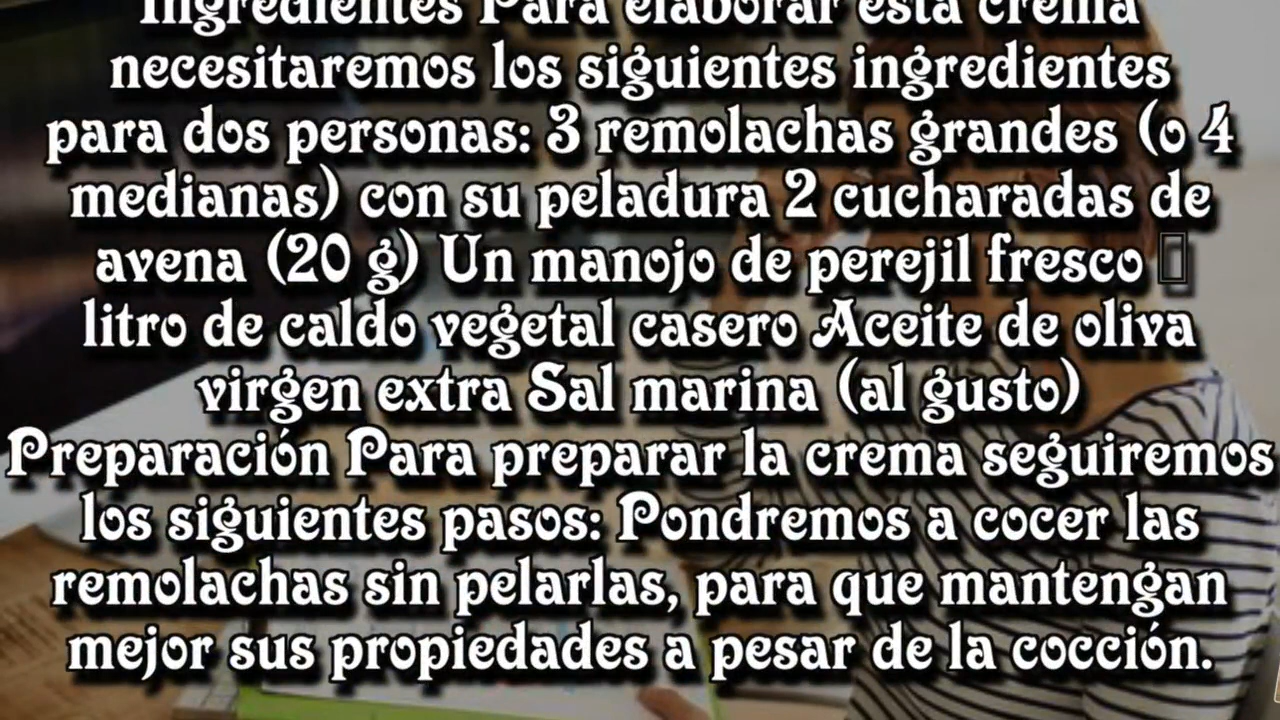 Ingredientes Para elaborar esta crema
necesitaremos los siguientes ingredientes
para dos personas: 3 remolachas grandes (o 4
medianas) con su peladura 2 cucharadas de
avena (20 g) Un manojo de perejil fresco
litro de caldo vegetal casero Aceite de oliva
virgen extra Sal marina (al gusto)
Preparación Para preparar la crema seguiremos
los siguientes pasos: Pondremos a cocer las
remolachas sin pelarlas, para que mantengan
mejor sus propiedades a pesar de la cocción.